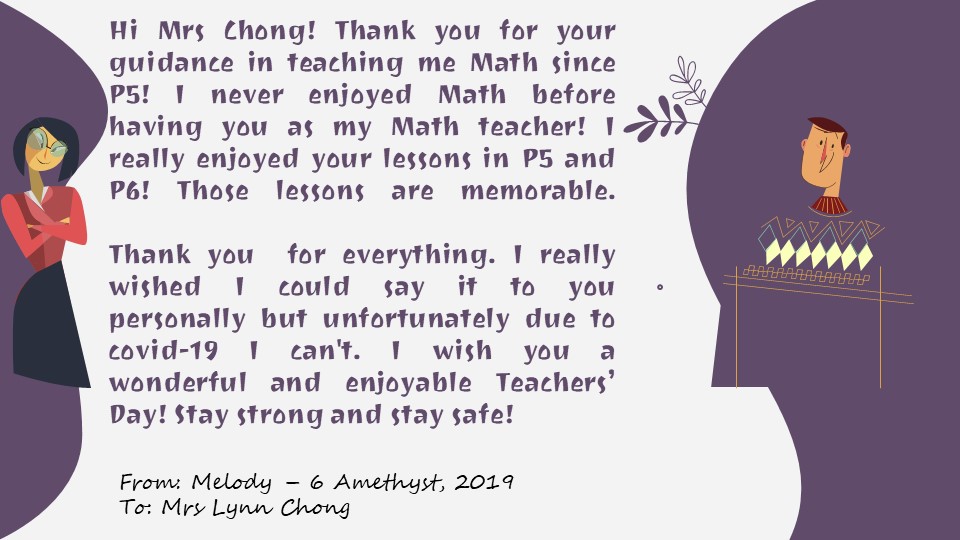 Hi Mrs Chong! Thank you for your
guidance in teaching me Math since
P5! I never enjoyed Math before
having you as my Math teacher! I
really enjoyed your lessons in P5 and
P6! Those lessons are memorable.
Thank you for everything. I really
wished I could say it to you
personally but unfortunately due to
covid-19 I can't. I wish you a
wonderful and enjoyable Teachers’
Day! Stay strong and stay safe!
From: Melody – 6 Amethyst, 2019
To: Mrs Lynn Chong